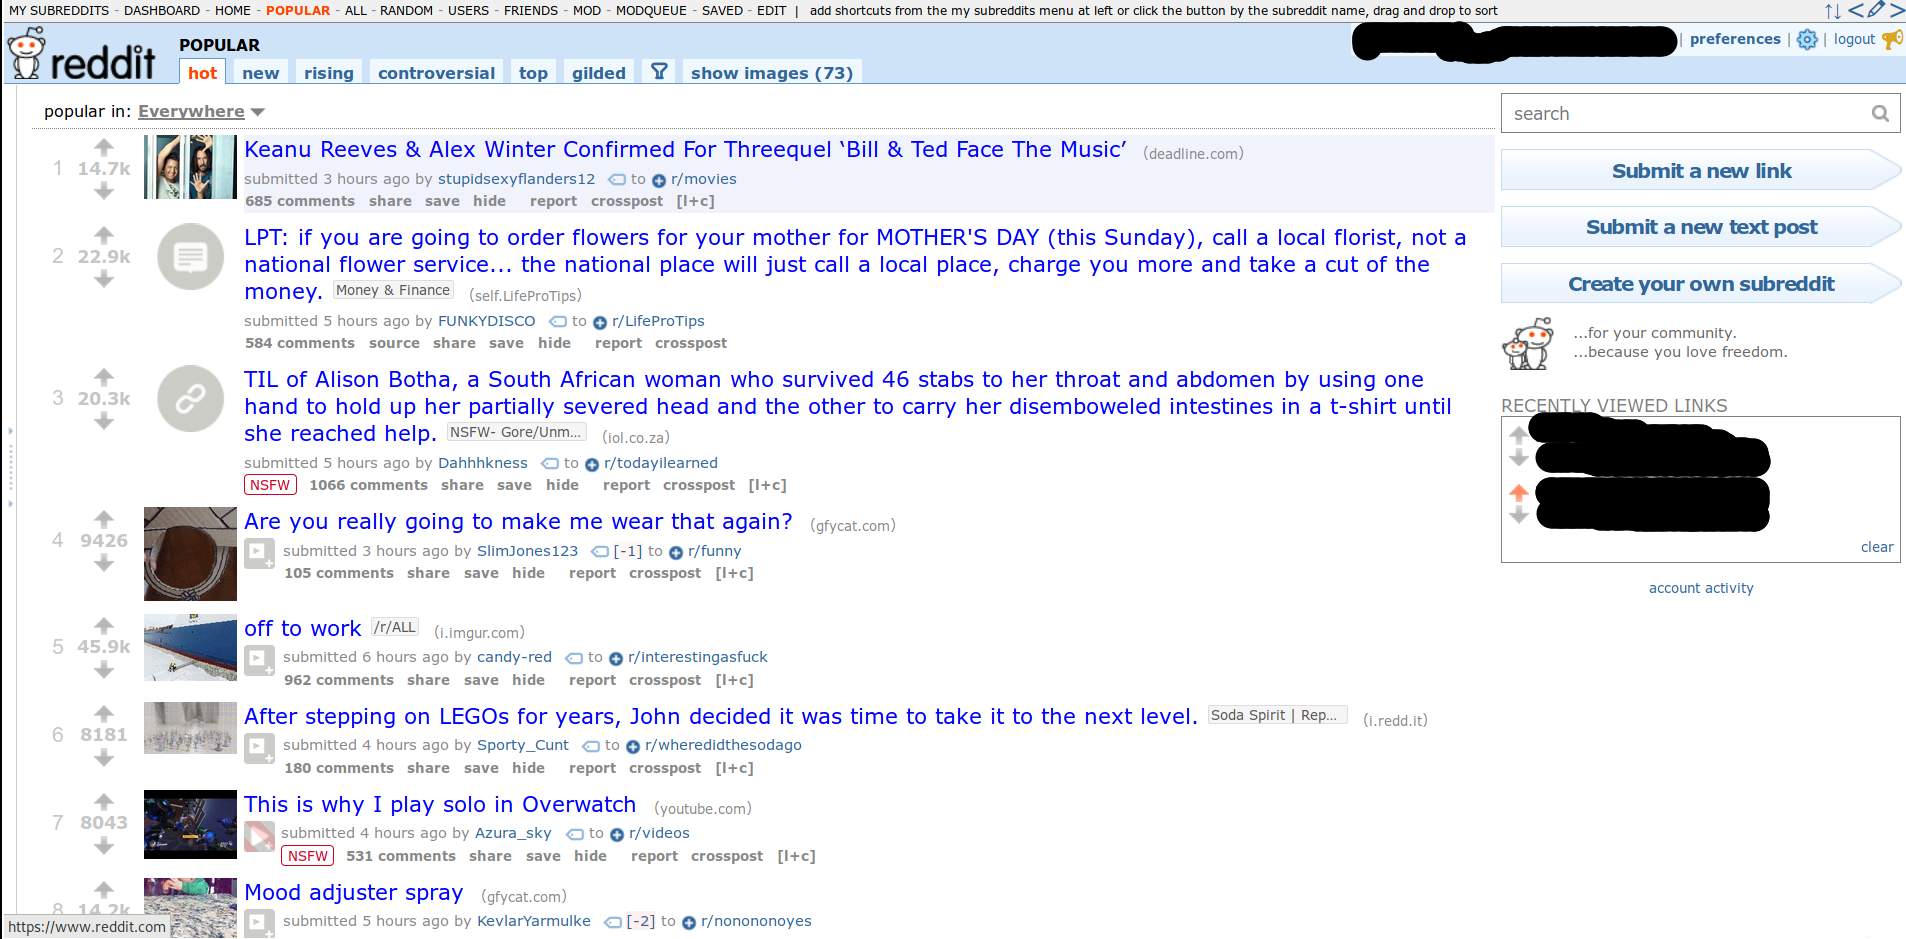 MY SUBREDDITS - DASHBOARD - HOME - POPULAR - ALL - RANDOM - USERS - FRIENDS - MOD - MODQUEUE - SAVED - EDIT | add shortcuts from the my subreddits menu at left or click the button by the subreddit name, drag and drop to sort
reddit POPULAR
hot new rising controversial top gilded show images (73)
| preferences | | logout
popular in: Everywhere
1 14.7k
Keanu Reeves & Alex Winter Confirmed For Threequel ‘Bill & Ted Face The Music’ (deadline.com)
submitted 3 hours ago by stupidsexyflanders12 to r/movies
685 comments share save hide report crosspost [l+c]
2 22.9k
LPT: if you are going to order flowers for your mother for MOTHER'S DAY (this Sunday), call a local florist, not a
national flower service... the national place will just call a local place, charge you more and take a cut of the
money. Money & Finance (self.LifeProTips)
submitted 5 hours ago by FUNKYDISCO to r/LifeProTips
584 comments source share save hide report crosspost
3 20.3k
TIL of Alison Botha, a South African woman who survived 46 stabs to her throat and abdomen by using one
hand to hold up her partially severed head and the other to carry her disemboweled intestines in a t-shirt until
she reached help. NSFW- Gore/Unm... (iol.co.za)
submitted 5 hours ago by Dahhhkness to r/todayilearned
NSFW 1066 comments share save hide report crosspost [l+c]
4 9426
Are you really going to make me wear that again? (gfycat.com)
submitted 3 hours ago by SlimJones123 [-1] to r/funny
105 comments share save hide report crosspost [l+c]
5 45.9k
off to work /r/ALL (i.imgur.com)
submitted 6 hours ago by candy-red to r/interestingasfuck
962 comments share save hide report crosspost [l+c]
6 8181
After stepping on LEGOs for years, John decided it was time to take it to the next level. Soda Spirit | Rep... (i.redd.it)
submitted 4 hours ago by Sporty_Cunt to r/wheredidthesodago
180 comments share save hide report crosspost [l+c]
7 8043
This is why I play solo in Overwatch (youtube.com)
submitted 4 hours ago by Azura_sky to r/videos
NSFW 531 comments share save hide report crosspost [l+c]
8 14.2k
Mood adjuster spray (gfycat.com)
submitted 5 hours ago by KevlarYarmulke [-2] to r/nononononoyes
https://www.reddit.com
search
Submit a new link
Submit a new text post
Create your own subreddit
...for your community.
...because you love freedom.
RECENTLY VIEWED LINKS
clear
account activity